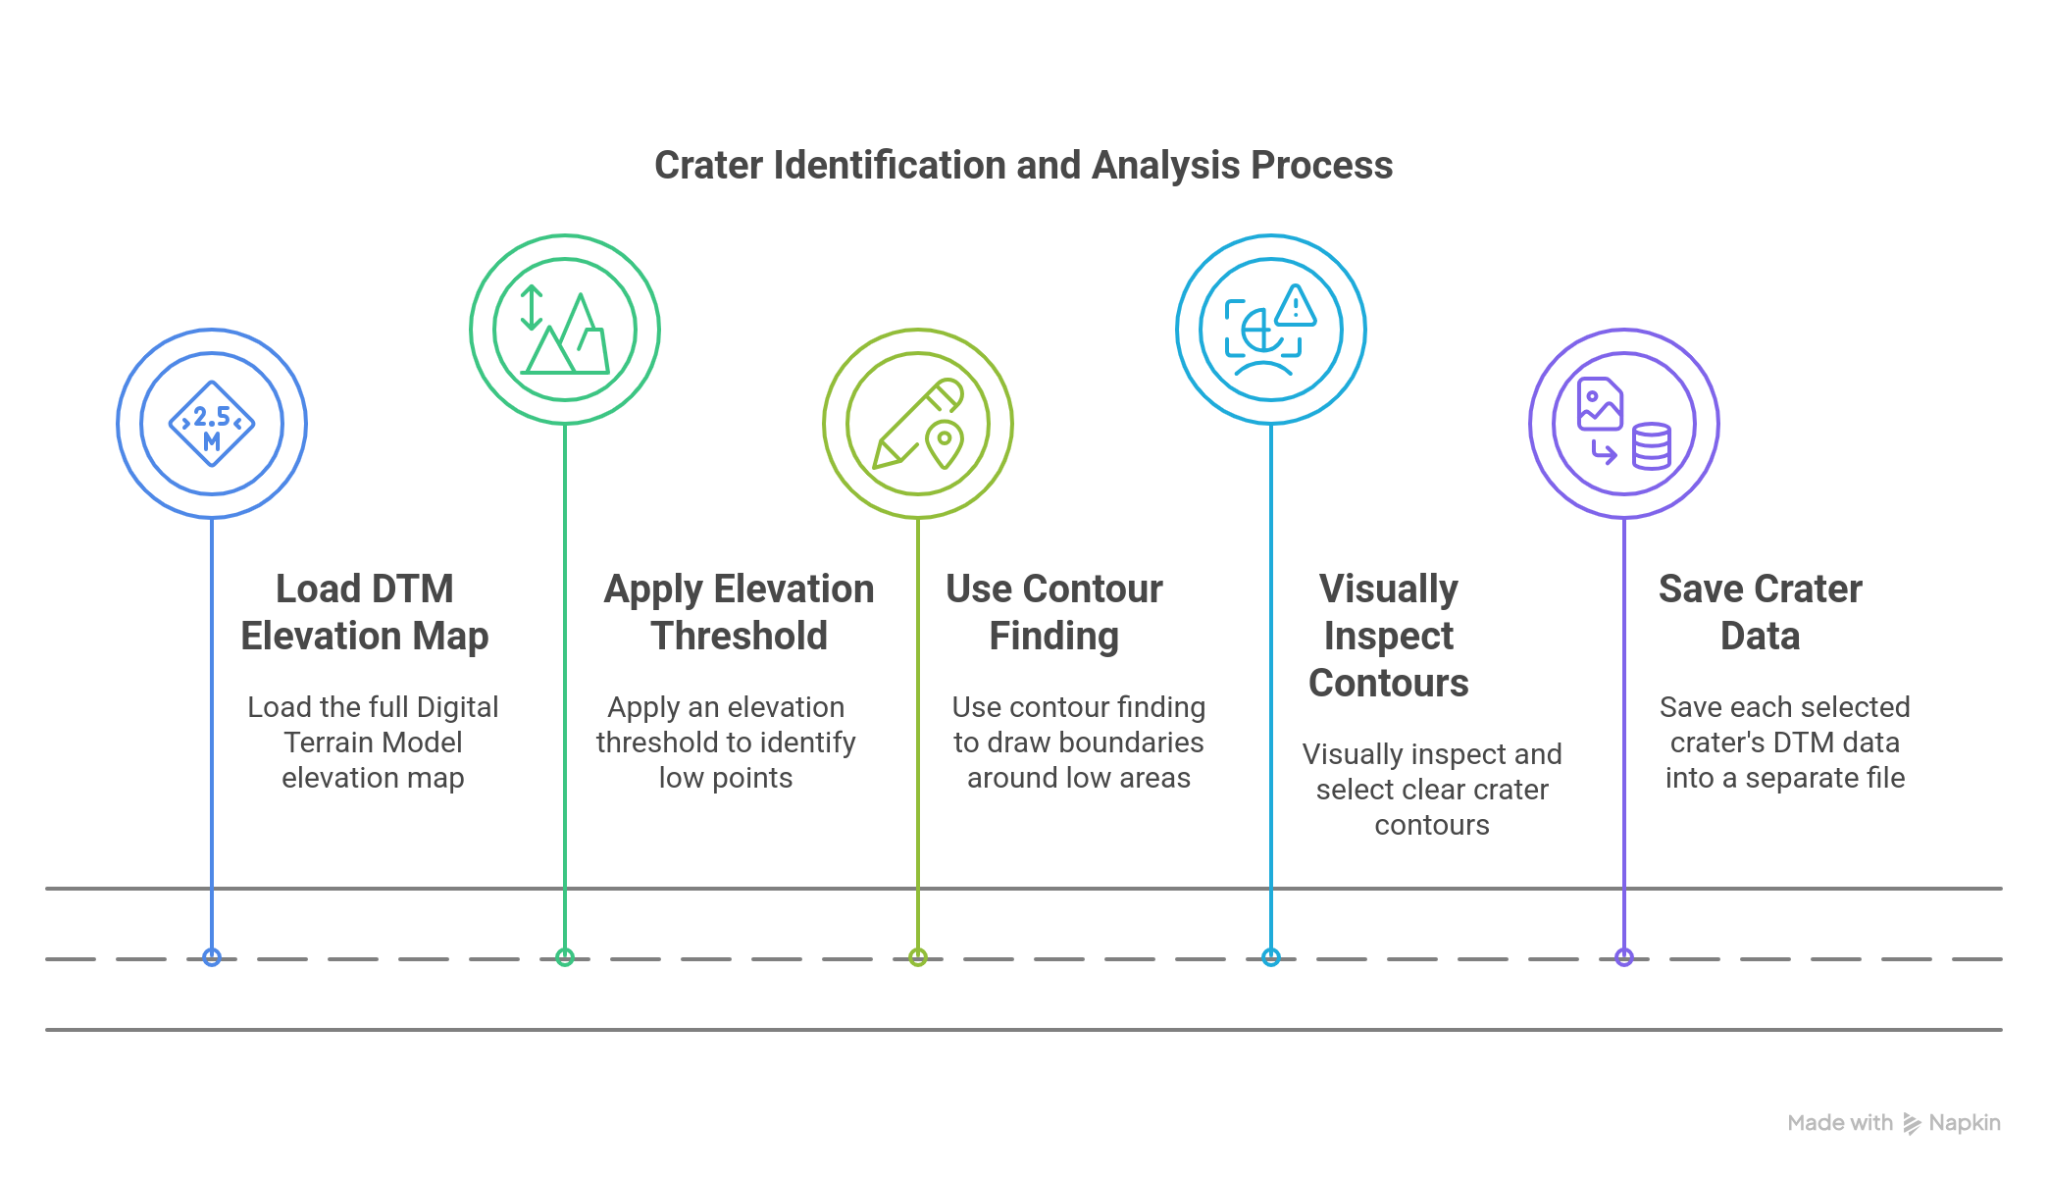 Crater Identification and Analysis Process
2.5
M
Load DTM
Elevation Map
Load the full Digital
Terrain Model
elevation map
Apply Elevation
Threshold
Apply an elevation
threshold to identify
low points
Use Contour
Finding
Use contour finding
to draw boundaries
around low areas
Visually
Inspect
Contours
Visually inspect and
select clear crater
contours
Save Crater
Data
Save each selected
crater's DTM data
into a separate file
Made with Napkin